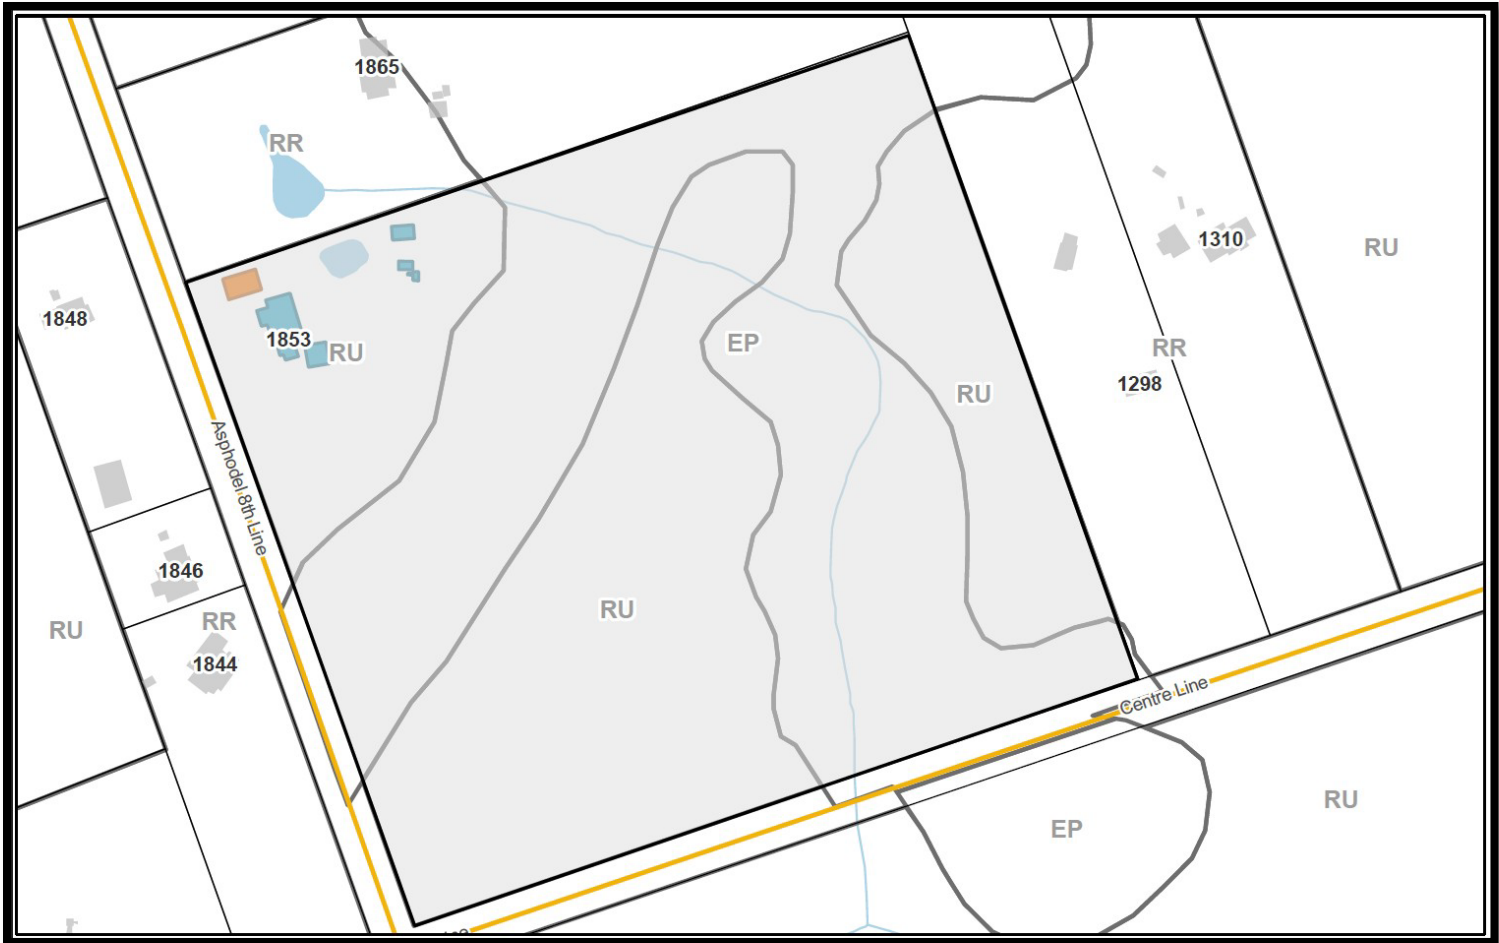 1865
RR
1310
RU
1848
1853
RU
EP
RR
1298
RU
Asphodel 8th Line
1846
RU
RR
RU
1844
Centre Line
RU
EP